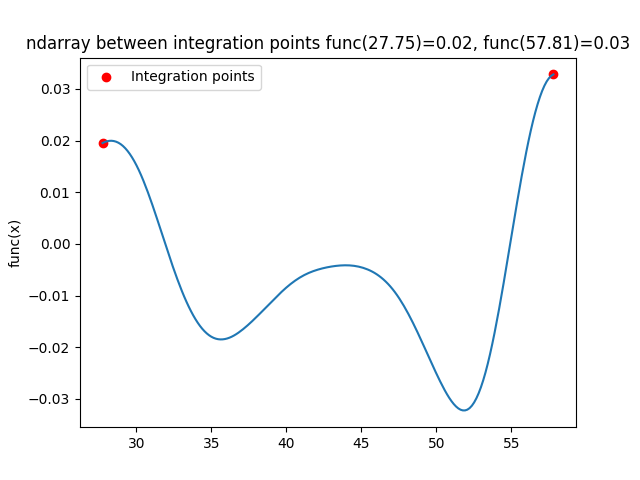 ndarray between integration points func(27.75)=0.02, func(57.81)=0.03
Integration points
func(x)
0.03
0.02
0.01
0.00
−0.01
−0.02
−0.03
30 35 40 45 50 55